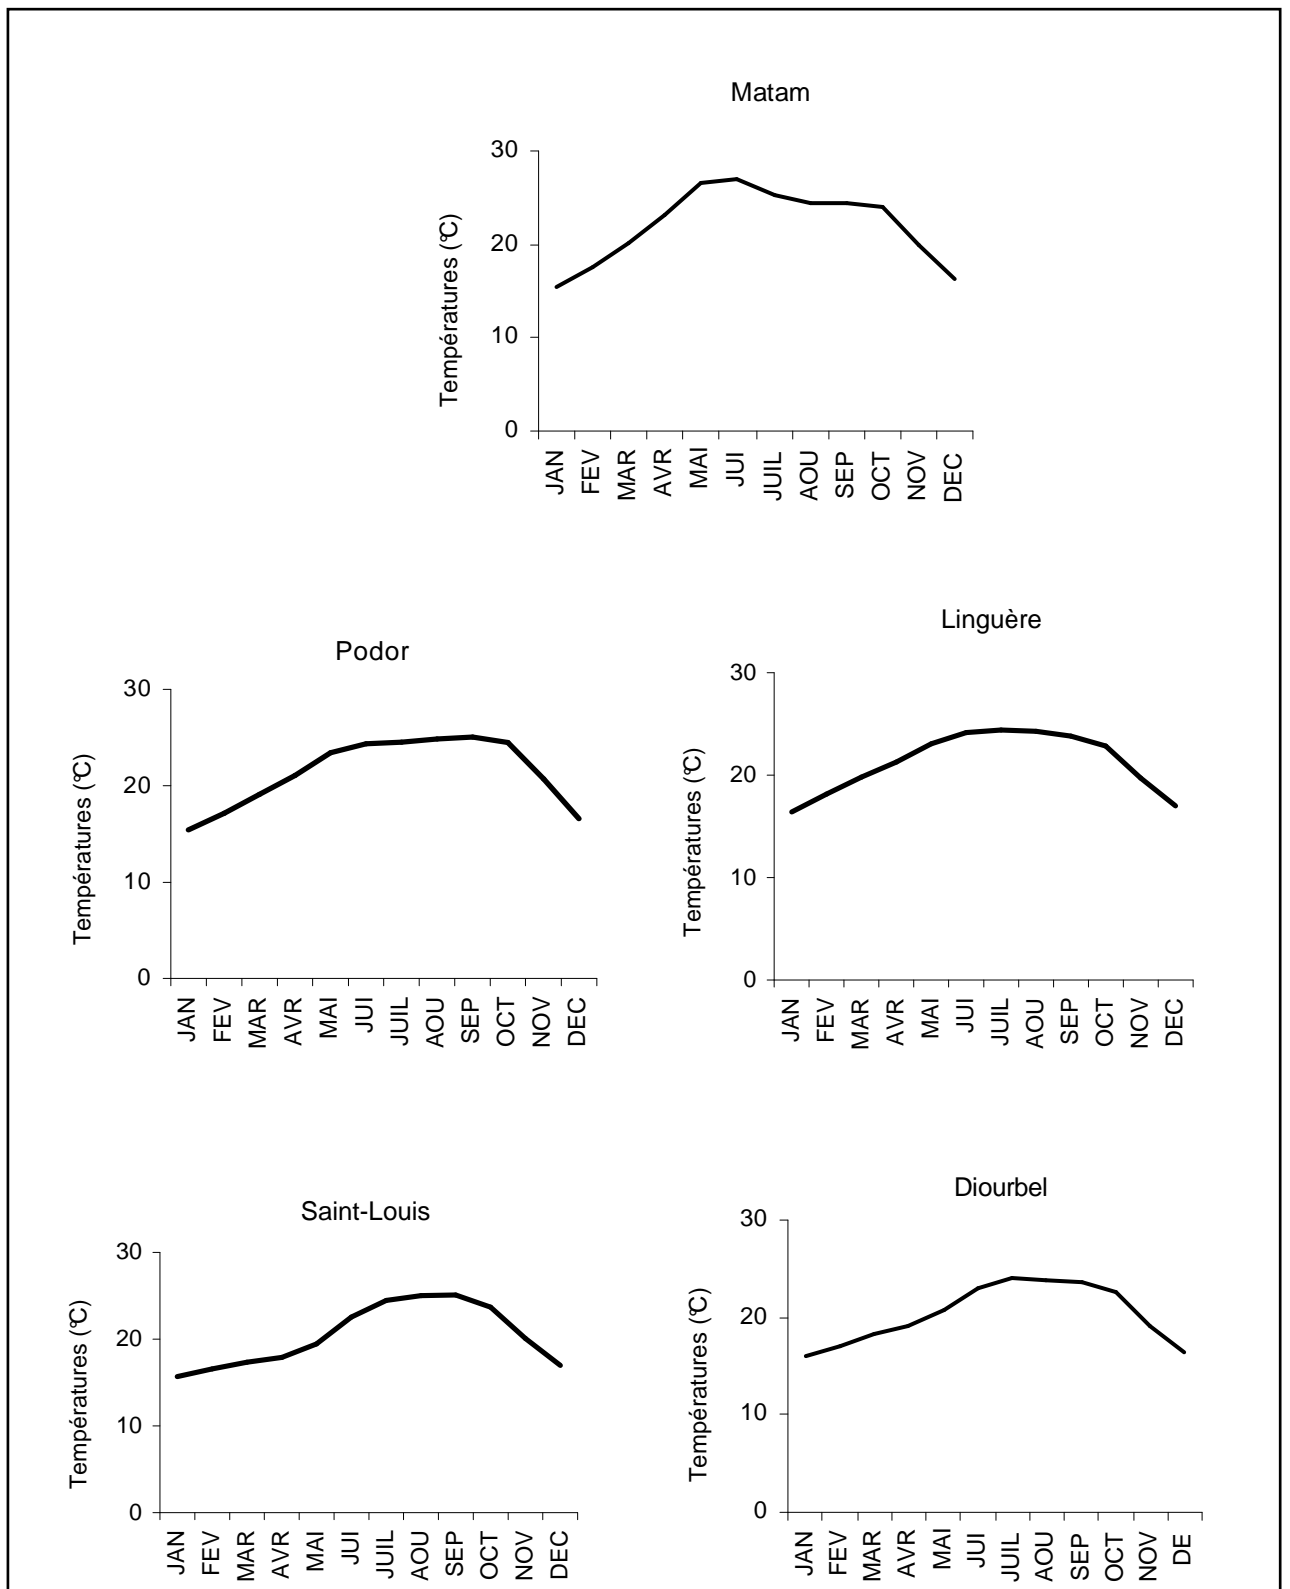 Matam
30
20
10
0
Températures (°C)
JAN FEV MAR AVR MAI JUI JUIL AOU SEP OCT NOV DEC
Podor
30
20
10
0
Températures (°C)
JAN FEV MAR AVR MAI JUI JUIL AOU SEP OCT NOV DEC
Linguère
30
20
10
0
Températures (°C)
JAN FEV MAR AVR MAI JUI JUIL AOU SEP OCT NOV DEC
Saint-Louis
30
20
10
0
Températures (°C)
JAN FEV MAR AVR MAI JUI JUIL AOU SEP OCT NOV DEC
Diourbel
30
20
10
0
Températures (°C)
JAN FEV MAR AVR MAI JUI JUIL AOU SEP OCT NOV DE